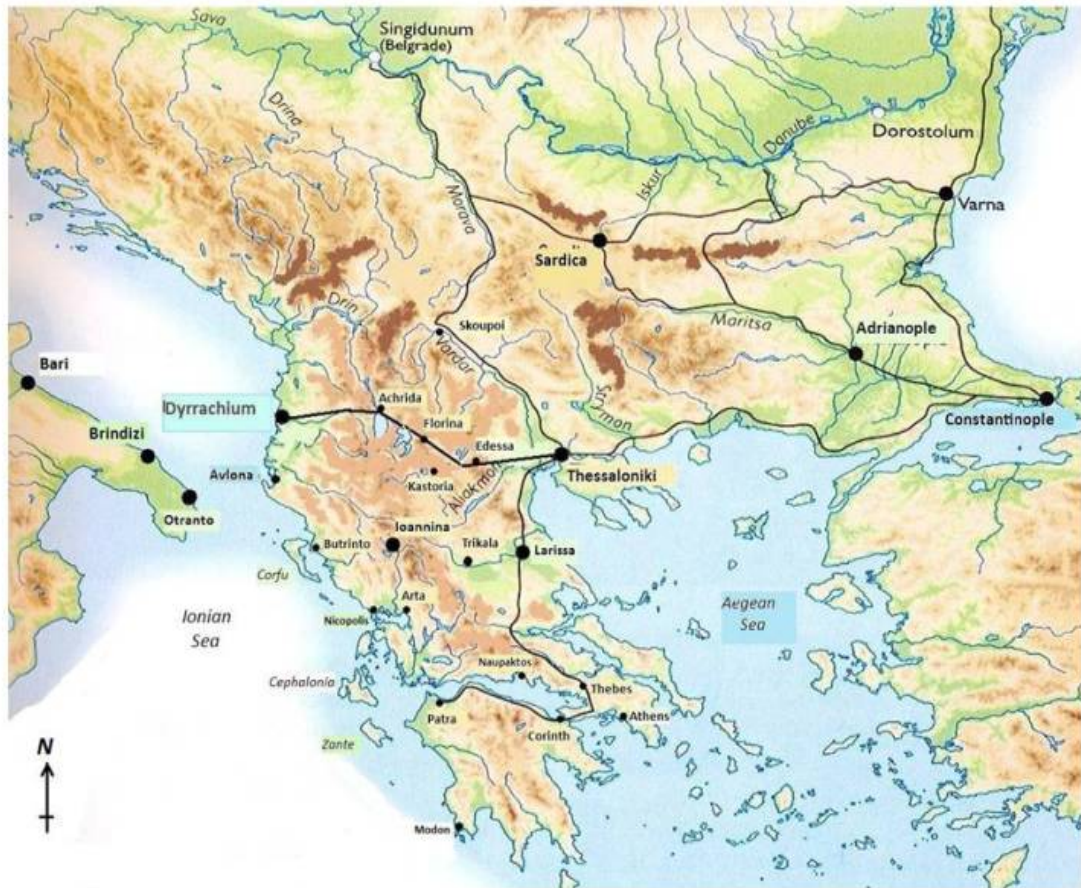 Sava
Singidunum
(Belgrade)
Drina
Danube
Dorostolum
Iskur
Morava
Varna
Sardica
Drin
Skoupoi
Vardar
Maritsa
Adrianople
Bari
Dyrrachium
Achrida
Strymon
Constantinople
Brindizi
Florina
Edessa
Thessaloniki
Avlona
Kastoria
Aliakmon
Otranto
Ioannina
Butrinto
Trikala
Larissa
Corfu
Arta
Nicopolis
Ionian
Sea
Aegean
Sea
Naupaktos
Cephalonia
Thebes
Patra
Athens
Corinth
Zante
N
Modon